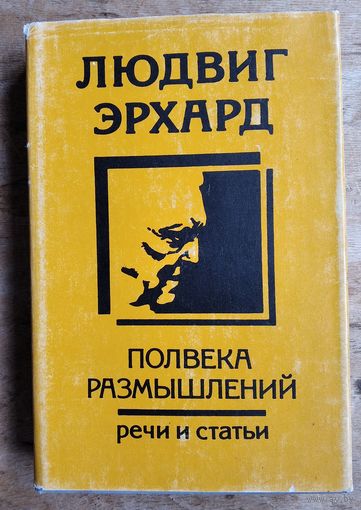 ЛЮДВИГ
ЭРХАРД
ПОЛВЕКА
РАЗМЫШЛЕНИЙ
речи и статьи